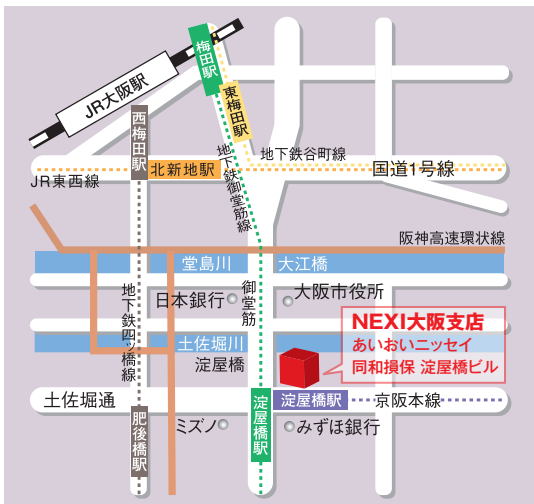 梅田駅
JR大阪駅
東梅田駅
西梅田駅
地下鉄谷町線
北新地駅
国道1号線
JR東西線
地下鉄御堂筋線
阪神高速環状線
堂島川
大江橋
地下鉄四ッ橋線
日本銀行
御堂筋
大阪市役所
NEXI大阪支店
あいおいニッセイ
同和損保 淀屋橋ビル
土佐堀川
淀屋橋
土佐堀通
淀屋橋駅
淀屋橋駅
京阪本線
肥後橋駅
ミズノ
みずほ銀行